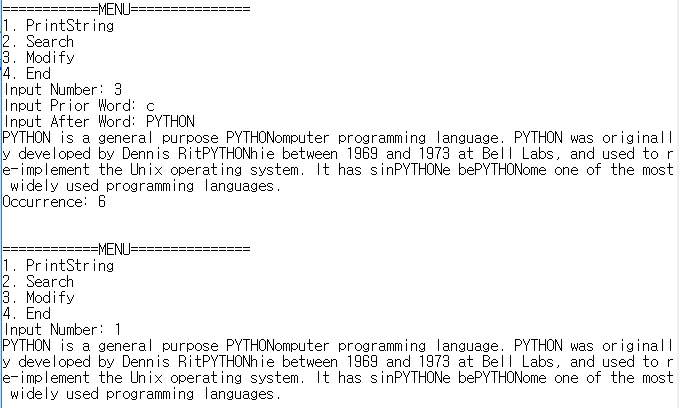 ============MENU===============
1. PrintString
2. Search
3. Modify
4. End
Input Number: 3
Input Prior Word: c
Input After Word: PYTHON
PYTHON is a general purpose PYTHONomputer programming language. PYTHON was originall
y developed by Dennis RitPYTHONhie between 1969 and 1973 at Bell Labs, and used to r
e-implement the Unix operating system. It has sinPYTHONe bePYTHONome one of the most
 widely used programming languages.
Occurrence: 6
============MENU===============
1. PrintString
2. Search
3. Modify
4. End
Input Number: 1
PYTHON is a general purpose PYTHONomputer programming language. PYTHON was originall
y developed by Dennis RitPYTHONhie between 1969 and 1973 at Bell Labs, and used to r
e-implement the Unix operating system. It has sinPYTHONe bePYTHONome one of the most
 widely used programming languages.